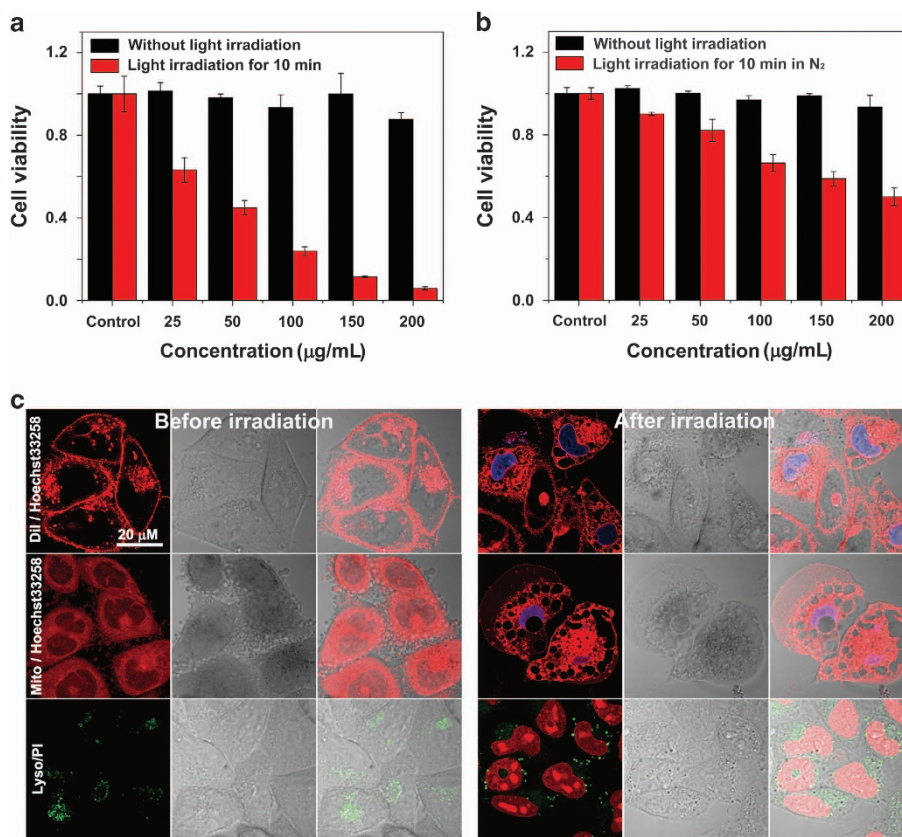 a
1.2
Without light irradiation
Light irradiation for 10 min
0.8
0.4
0.0
Cell viability
Control 25 50 100 150 200
Concentration (μg/mL)
b
1.2
Without light irradiation
Light irradiation for 10 min in N₂
0.8
0.4
0.0
Cell viability
Control 25 50 100 150 200
Concentration (μg/mL)
c
Before irradiation
After irradiation
DiI / Hoechst33258
20 μM
Mito / Hoechst33258
Lyso/PI